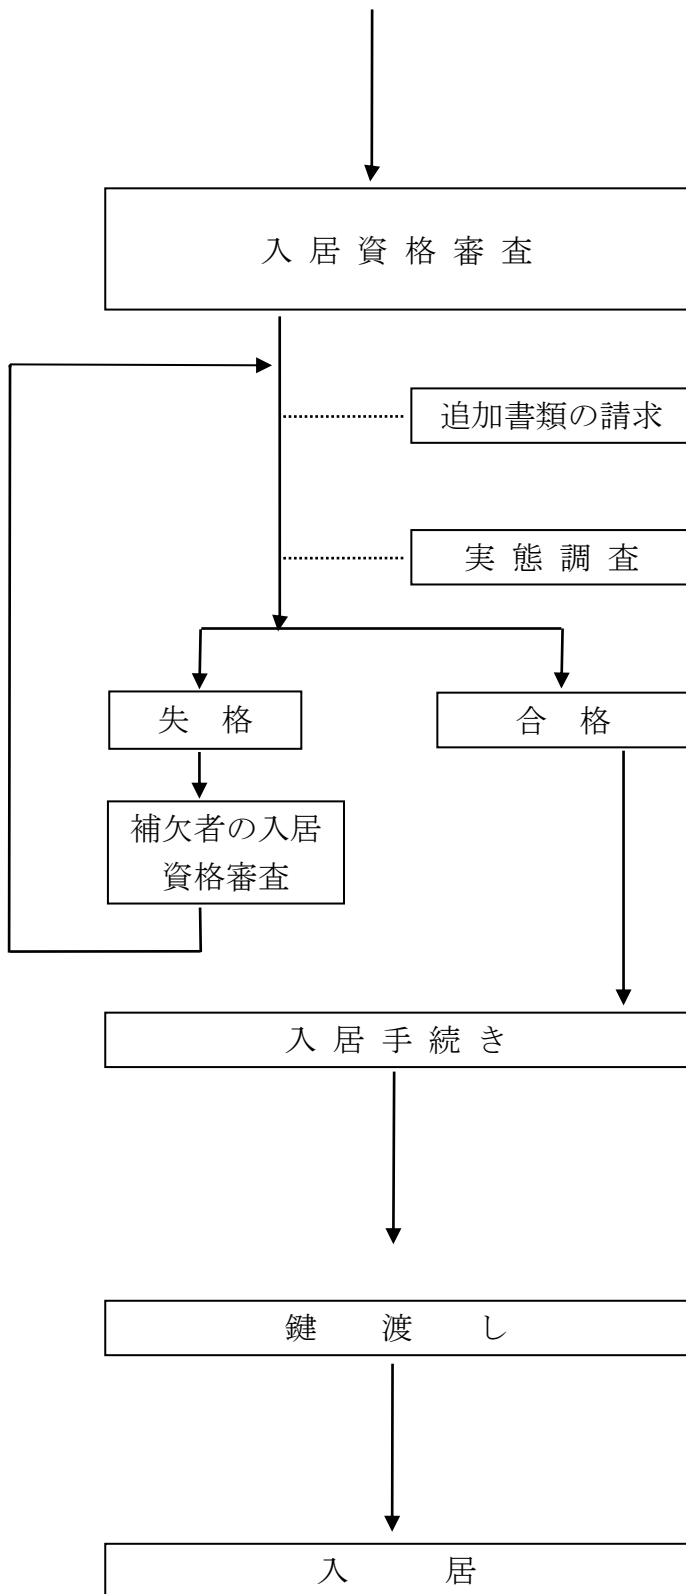 入居資格審査
追加書類の請求
実態調査
失　格
合　格
補欠者の入居
資格審査
入居手続き
鍵　渡　し
入　　居